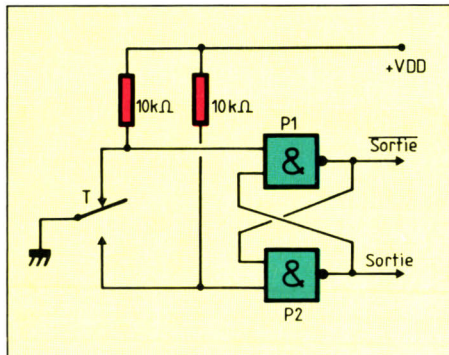 +VDD
10kΩ
10kΩ
P1
&
Sortie
T
&
Sortie
P2